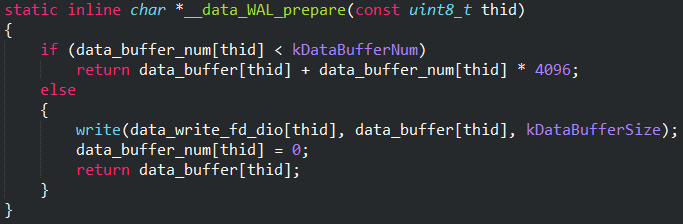 static inline char *__data_WAL_prepare(const uint8_t thid)
{
    if (data_buffer_num[thid] < kDataBufferNum)
        return data_buffer[thid] + data_buffer_num[thid] * 4096;
    else
    {
        write(data_write_fd_dio[thid], data_buffer[thid], kDataBufferSize);
        data_buffer_num[thid] = 0;
        return data_buffer[thid];
    }
}